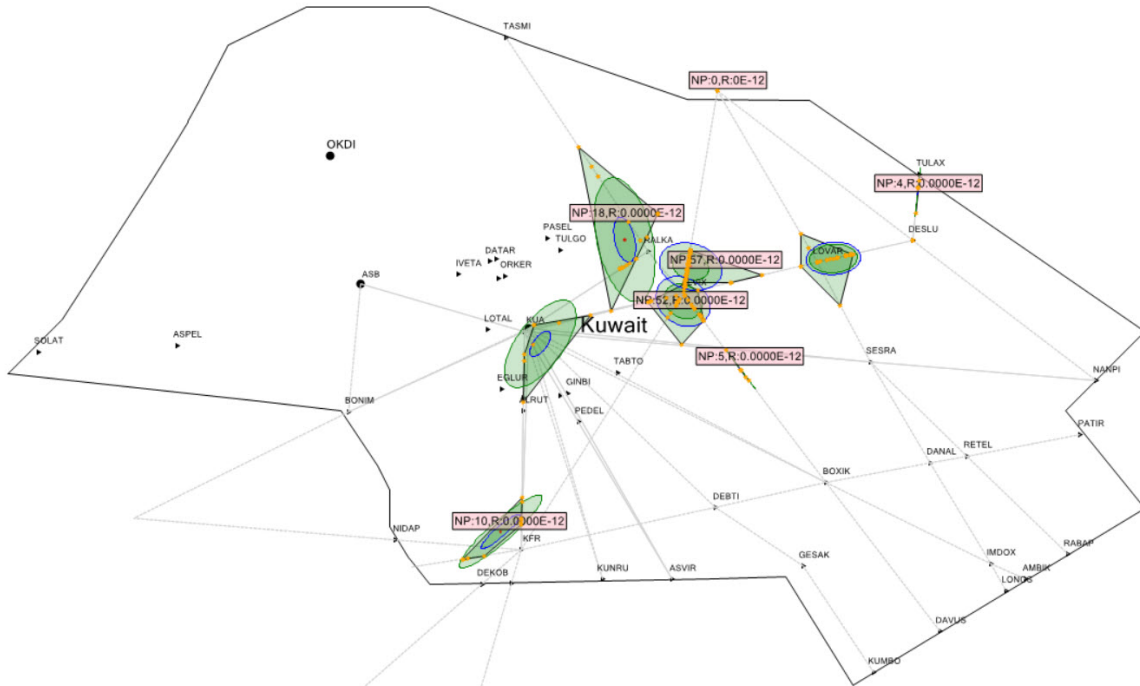 TASMI
NP:0,R:0E-12
OKDI
TULAX
NP:4,R:0.0000E-12
NP:18,R:0.0000E-12
PASEL
DESLU
TULGO
RALKA
LOVAR
DATAR
NP:57,R:0.0000E-12
IVETA
ORKER
ASB
NP:52,R:0.0000E-12
LOTAL
KUA
Kuwait
SOLAT
ASPEL
NP:5,R:0.0000E-12
SESRA
TABTO
NANPI
EGLUR
GINBI
BONIM
ALRUT
PEDEL
PATIR
RETEL
DANAL
BOXIK
DEBTI
NP:10,R:0.0000E-12
NIDAP
KFR
RABAP
GESAK
IMDOX
DEKOB
KUNRU
ASVIR
AMBIK
LONOS
DAVUS
KUMBO